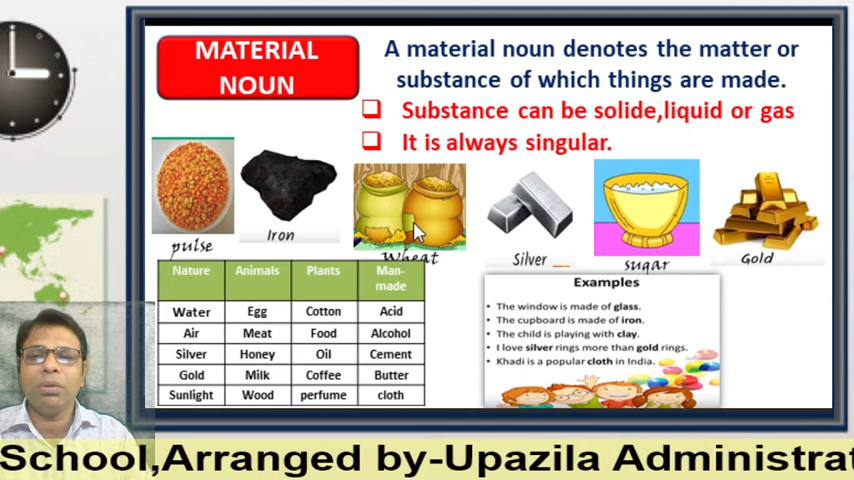 MATERIAL
NOUN
A material noun denotes the matter or
substance of which things are made.
Substance can be solide,liquid or gas
It is always singular.
pulse
Iron
Wheat
Silver
sugar
Gold
Nature Animals Plants Man-made
Water Egg Cotton Acid
Air Meat Food Alcohol
Silver Honey Oil Cement
Gold Milk Coffee Butter
Sunlight Wood perfume cloth
Examples
• The window is made of glass.
• The cupboard is made of iron.
• The child is playing with clay.
• I love silver rings more than gold rings.
• Khadi is a popular cloth in India.
School,Arranged by-Upazila Administrat